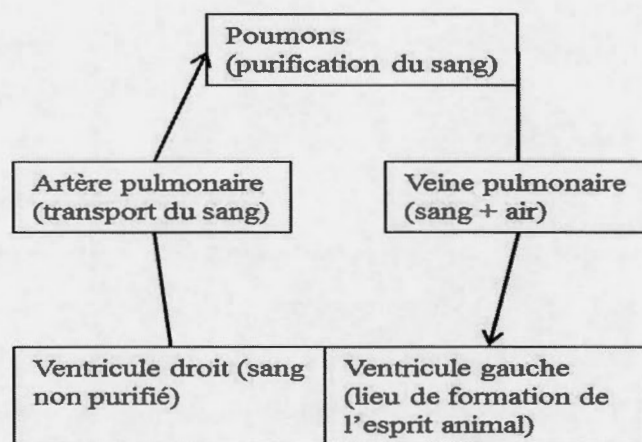 Poumons
(purification du sang)
Artère pulmonaire
(transport du sang)
Veine pulmonaire
(sang + air)
Ventricule droit (sang
non purifié)
Ventricule gauche
(lieu de formation de
l'esprit animal)